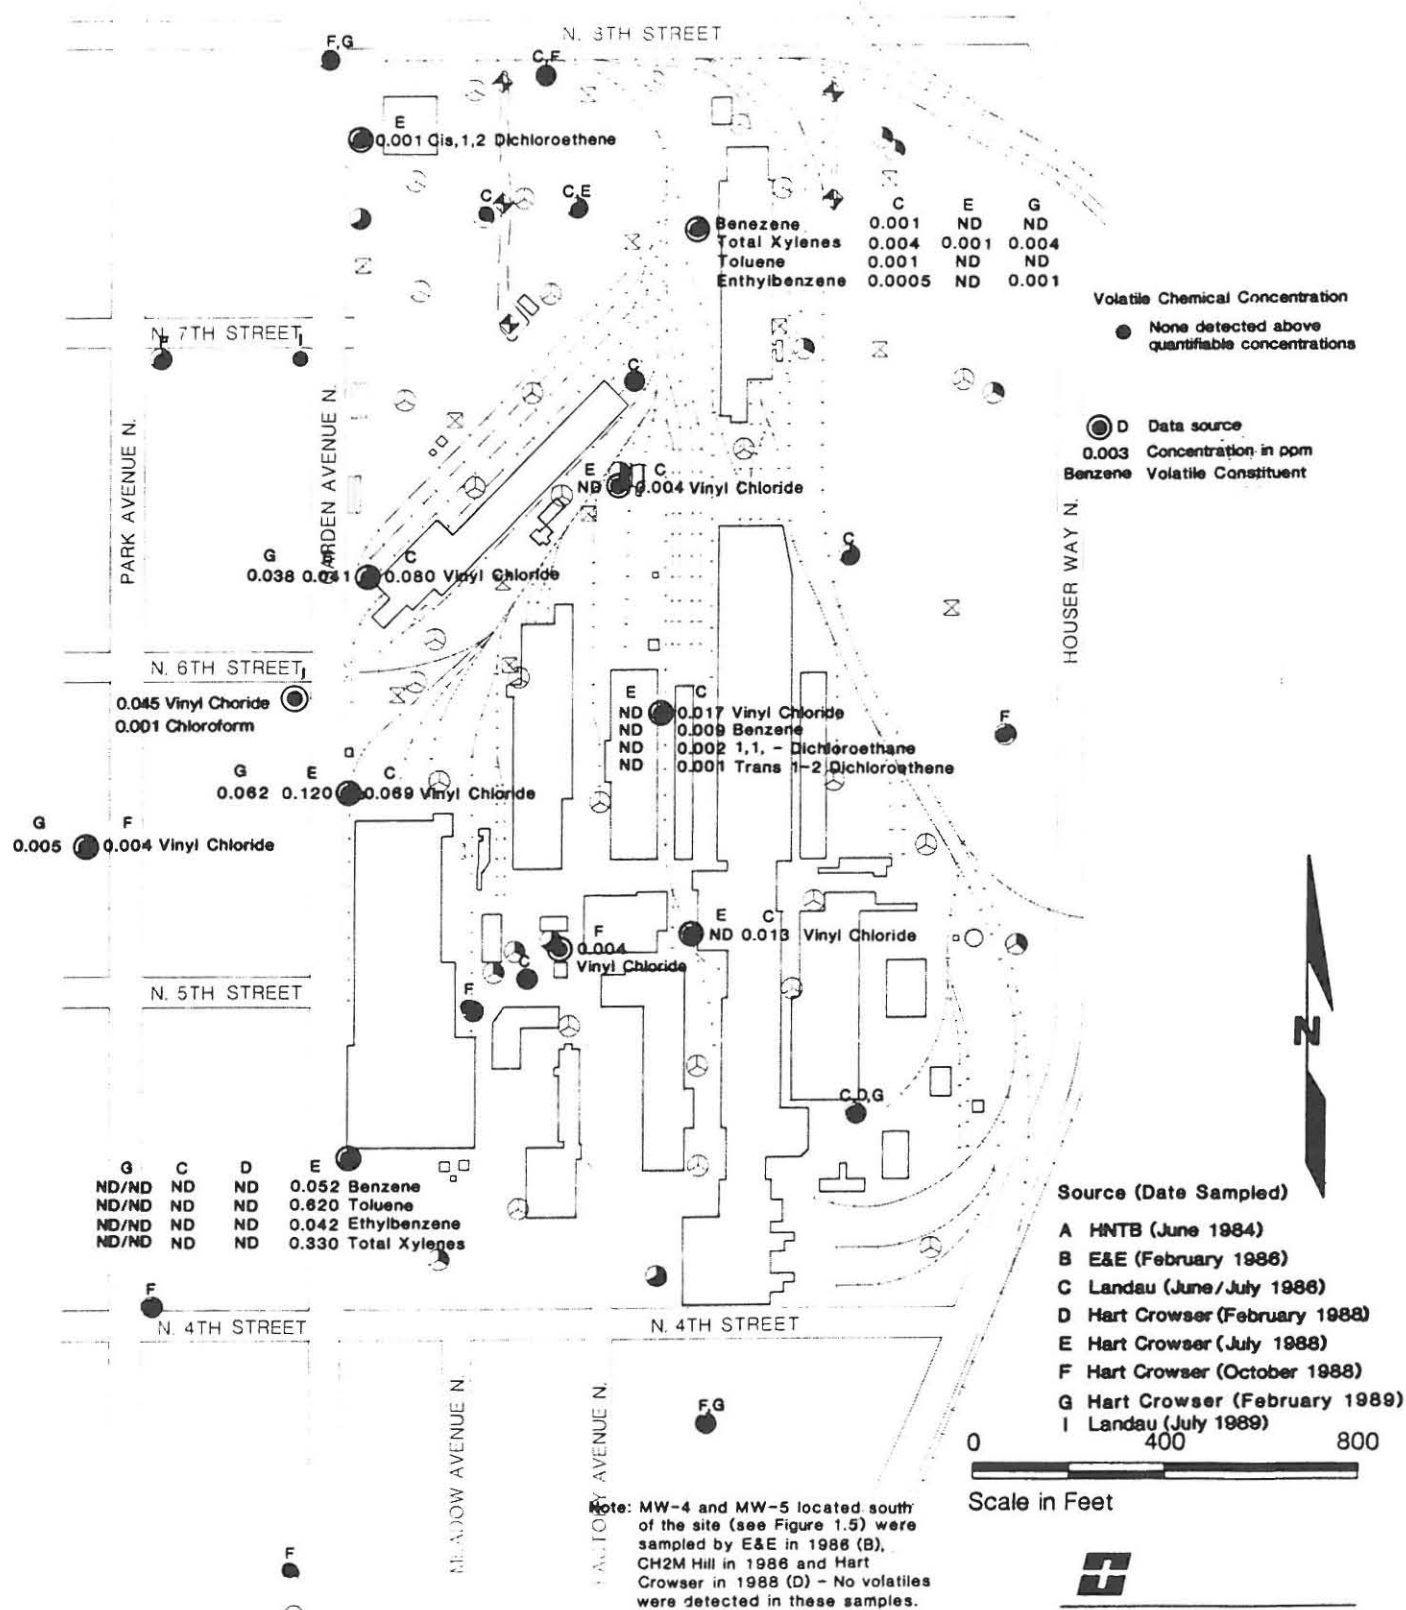 N. 8TH STREET
F,G
C,F
E
0.001 Cis,1,2 Dichloroethene
C
C,E
C E G
Benezene 0.001 ND ND
Total Xylenes 0.004 0.001 0.004
Toluene 0.001 ND ND
Enthylbenzene 0.0005 ND 0.001
Volatile Chemical Concentration
None detected above
quantifiable concentrations
N. 7TH STREET
F
I
C
PARK AVENUE N.
GARDEN AVENUE N.
D Data source
0.003 Concentration in ppm
Benzene Volatile Constituent
E C
ND 0.004 Vinyl Chloride
HOUSER WAY N.
C
G E C
0.038 0.041 0.080 Vinyl Chloride
N. 6TH STREET
I
0.045 Vinyl Choride
0.001 Chloroform
E C
ND 0.017 Vinyl Chloride
ND 0.009 Benzene
ND 0.002 1,1, - Dichloroethane
ND 0.001 Trans 1-2 Dichloroethene
F
G E C
0.062 0.120 0.069 Vinyl Chloride
G F
0.005 0.004 Vinyl Chloride
E C
ND 0.013 Vinyl Chloride
F
0.004
Vinyl Chloride
C
F
N. 5TH STREET
N
C,D,G
G C D E
ND/ND ND ND 0.052 Benzene
ND/ND ND ND 0.620 Toluene
ND/ND ND ND 0.042 Ethylbenzene
ND/ND ND ND 0.330 Total Xylenes
F
N. 4TH STREET
N. 4TH STREET
Source (Date Sampled)
A HNTB (June 1984)
B E&E (February 1986)
C Landau (June/July 1986)
D Hart Crowser (February 1988)
E Hart Crowser (July 1988)
F Hart Crowser (October 1988)
G Hart Crowser (February 1989)
I Landau (July 1989)
0 400 800
Scale in Feet
MEADOW AVENUE N.
FACTORY AVENUE N.
F,G
F
Note: MW-4 and MW-5 located south
of the site (see Figure 1.5) were
sampled by E&E in 1986 (B),
CH2M Hill in 1986 and Hart
Crowser in 1988 (D) - No volatiles
were detected in these samples.